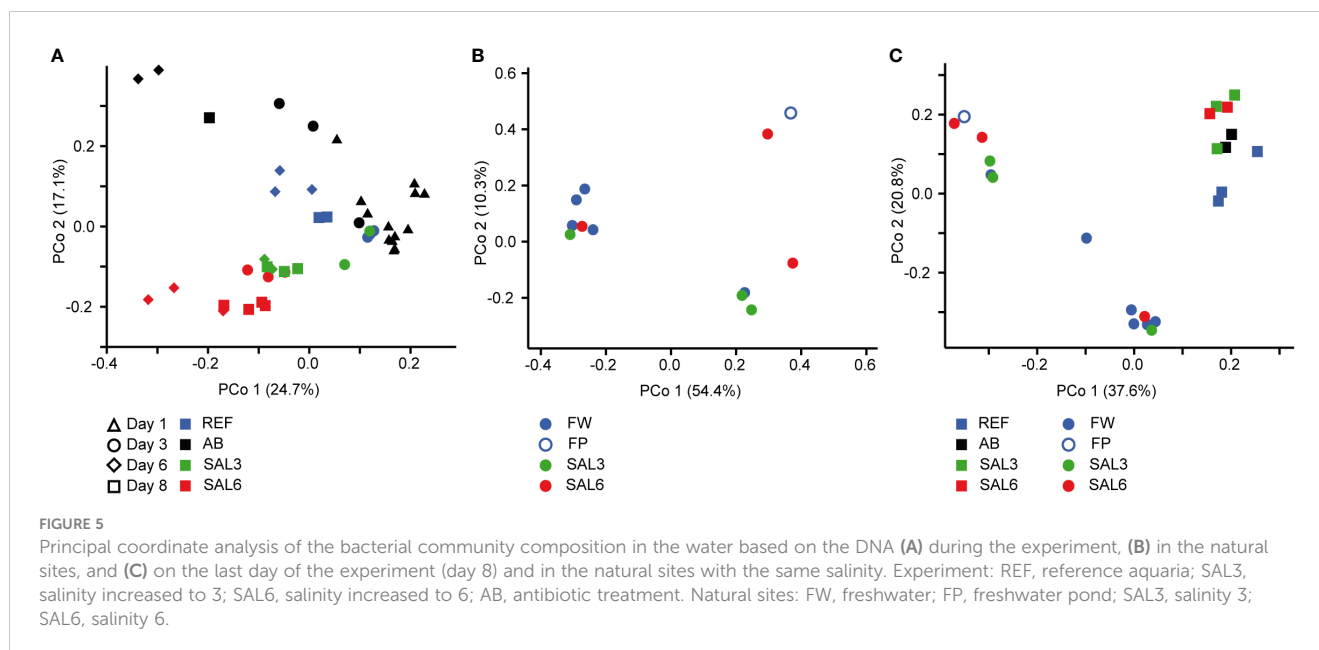 A
B
C
0.2
0.0
-0.2
PCo 2 (17.1%)
-0.4 -0.2 0.0 0.2
PCo 1 (24.7%)
0.6
0.4
0.2
0.0
-0.2
PCo 2 (10.3%)
-0.4 -0.2 0.0 0.2 0.4 0.6
PCo 1 (54.4%)
0.2
0.0
-0.2
PCo 2 (20.8%)
-0.2 0.0 0.2
PCo 1 (37.6%)
Day 1 REF
Day 3 AB
Day 6 SAL3
Day 8 SAL6
FW
FP
SAL3
SAL6
REF FW
AB FP
SAL3 SAL3
SAL6 SAL6
FIGURE 5
Principal coordinate analysis of the bacterial community composition in the water based on the DNA (A) during the experiment, (B) in the natural
sites, and (C) on the last day of the experiment (day 8) and in the natural sites with the same salinity. Experiment: REF, reference aquaria; SAL3,
salinity increased to 3; SAL6, salinity increased to 6; AB, antibiotic treatment. Natural sites: FW, freshwater; FP, freshwater pond; SAL3, salinity 3;
SAL6, salinity 6.